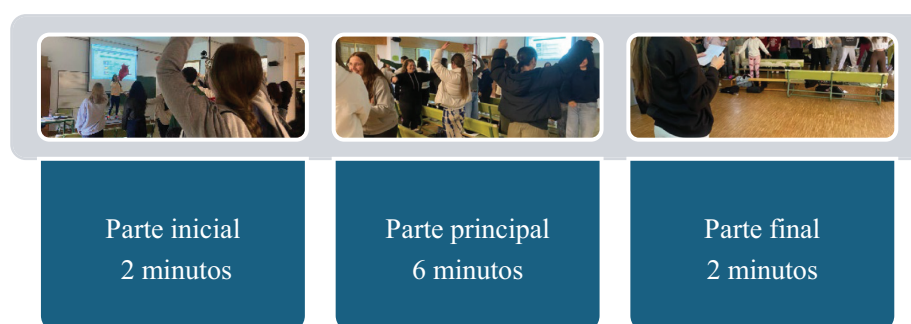 Parte inicial
2 minutos
Parte principal
6 minutos
Parte final
2 minutos